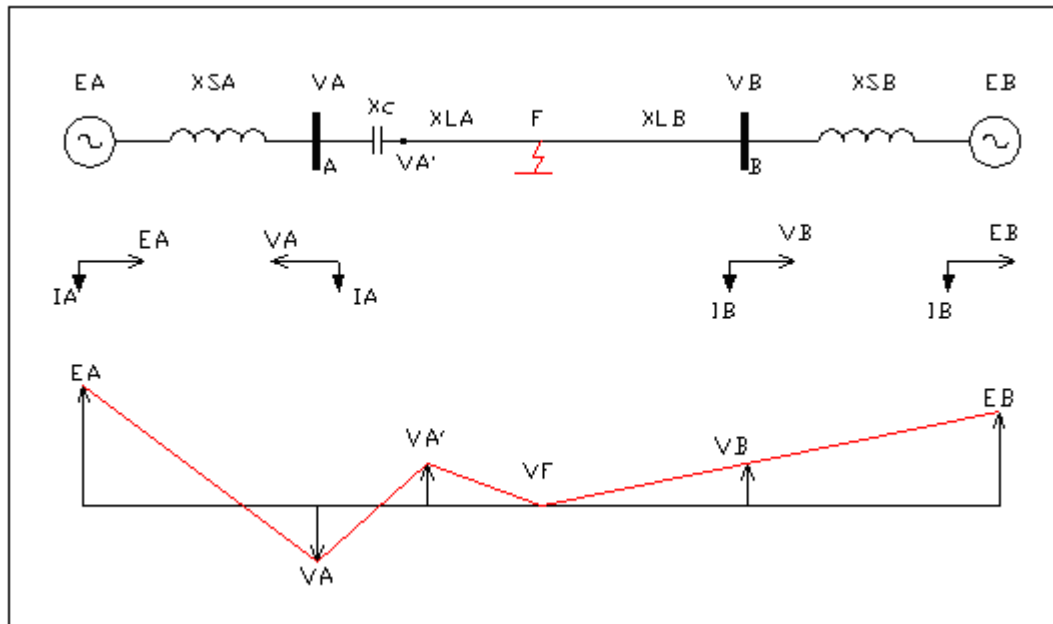 EA XSA VA XC XLA F XLB VB XSB EB
A VA' B
EA VA VB EB
IA IA IB IB
EA VA' VF VB EB
VA